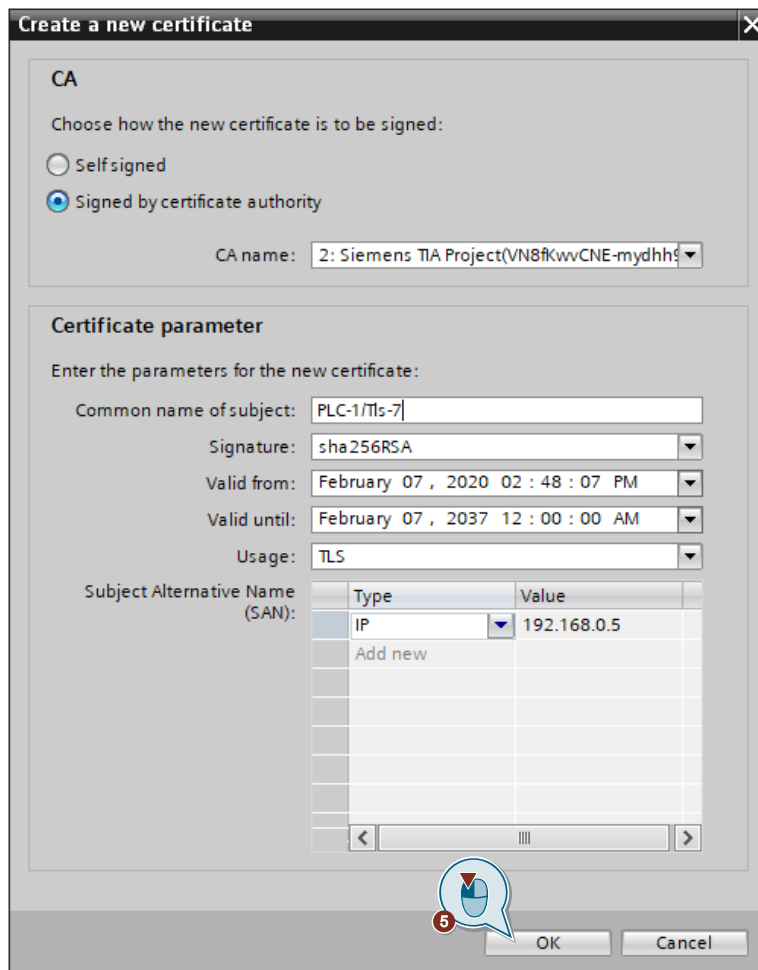 Create a new certificate
CA
Choose how the new certificate is to be signed:
Self signed
Signed by certificate authority
CA name: 2: Siemens TIA Project(VN8fKwvCNE-mydhh9
Certificate parameter
Enter the parameters for the new certificate:
Common name of subject: PLC-1/Tls-7
Signature: sha256RSA
Valid from: February 07 , 2020 02 : 48 : 07 PM
Valid until: February 07 , 2037 12 : 00 : 00 AM
Usage: TLS
Subject Alternative Name
(SAN):
Type Value
IP 192.168.0.5
Add new
5
OK Cancel